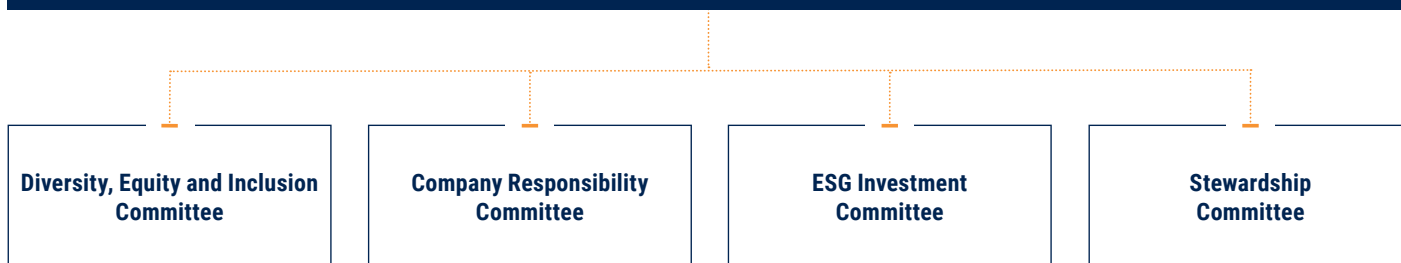 Diversity, Equity and Inclusion
Committee
Company Responsibility
Committee
ESG Investment
Committee
Stewardship
Committee